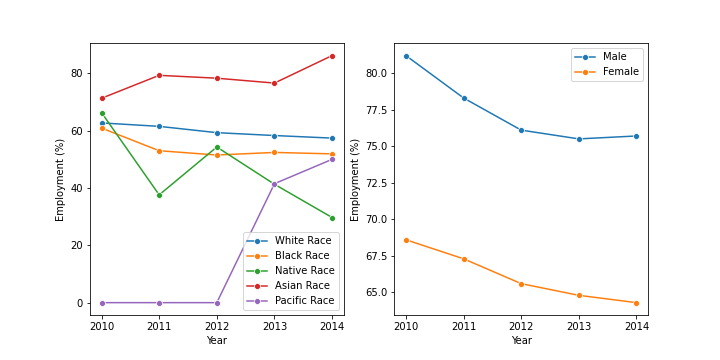 80
60
40
20
0
Employment (%)
2010 2011 2012 2013 2014
Year
White Race
Black Race
Native Race
Asian Race
Pacific Race
80.0
77.5
75.0
72.5
70.0
67.5
65.0
Employment (%)
2010 2011 2012 2013 2014
Year
Male
Female